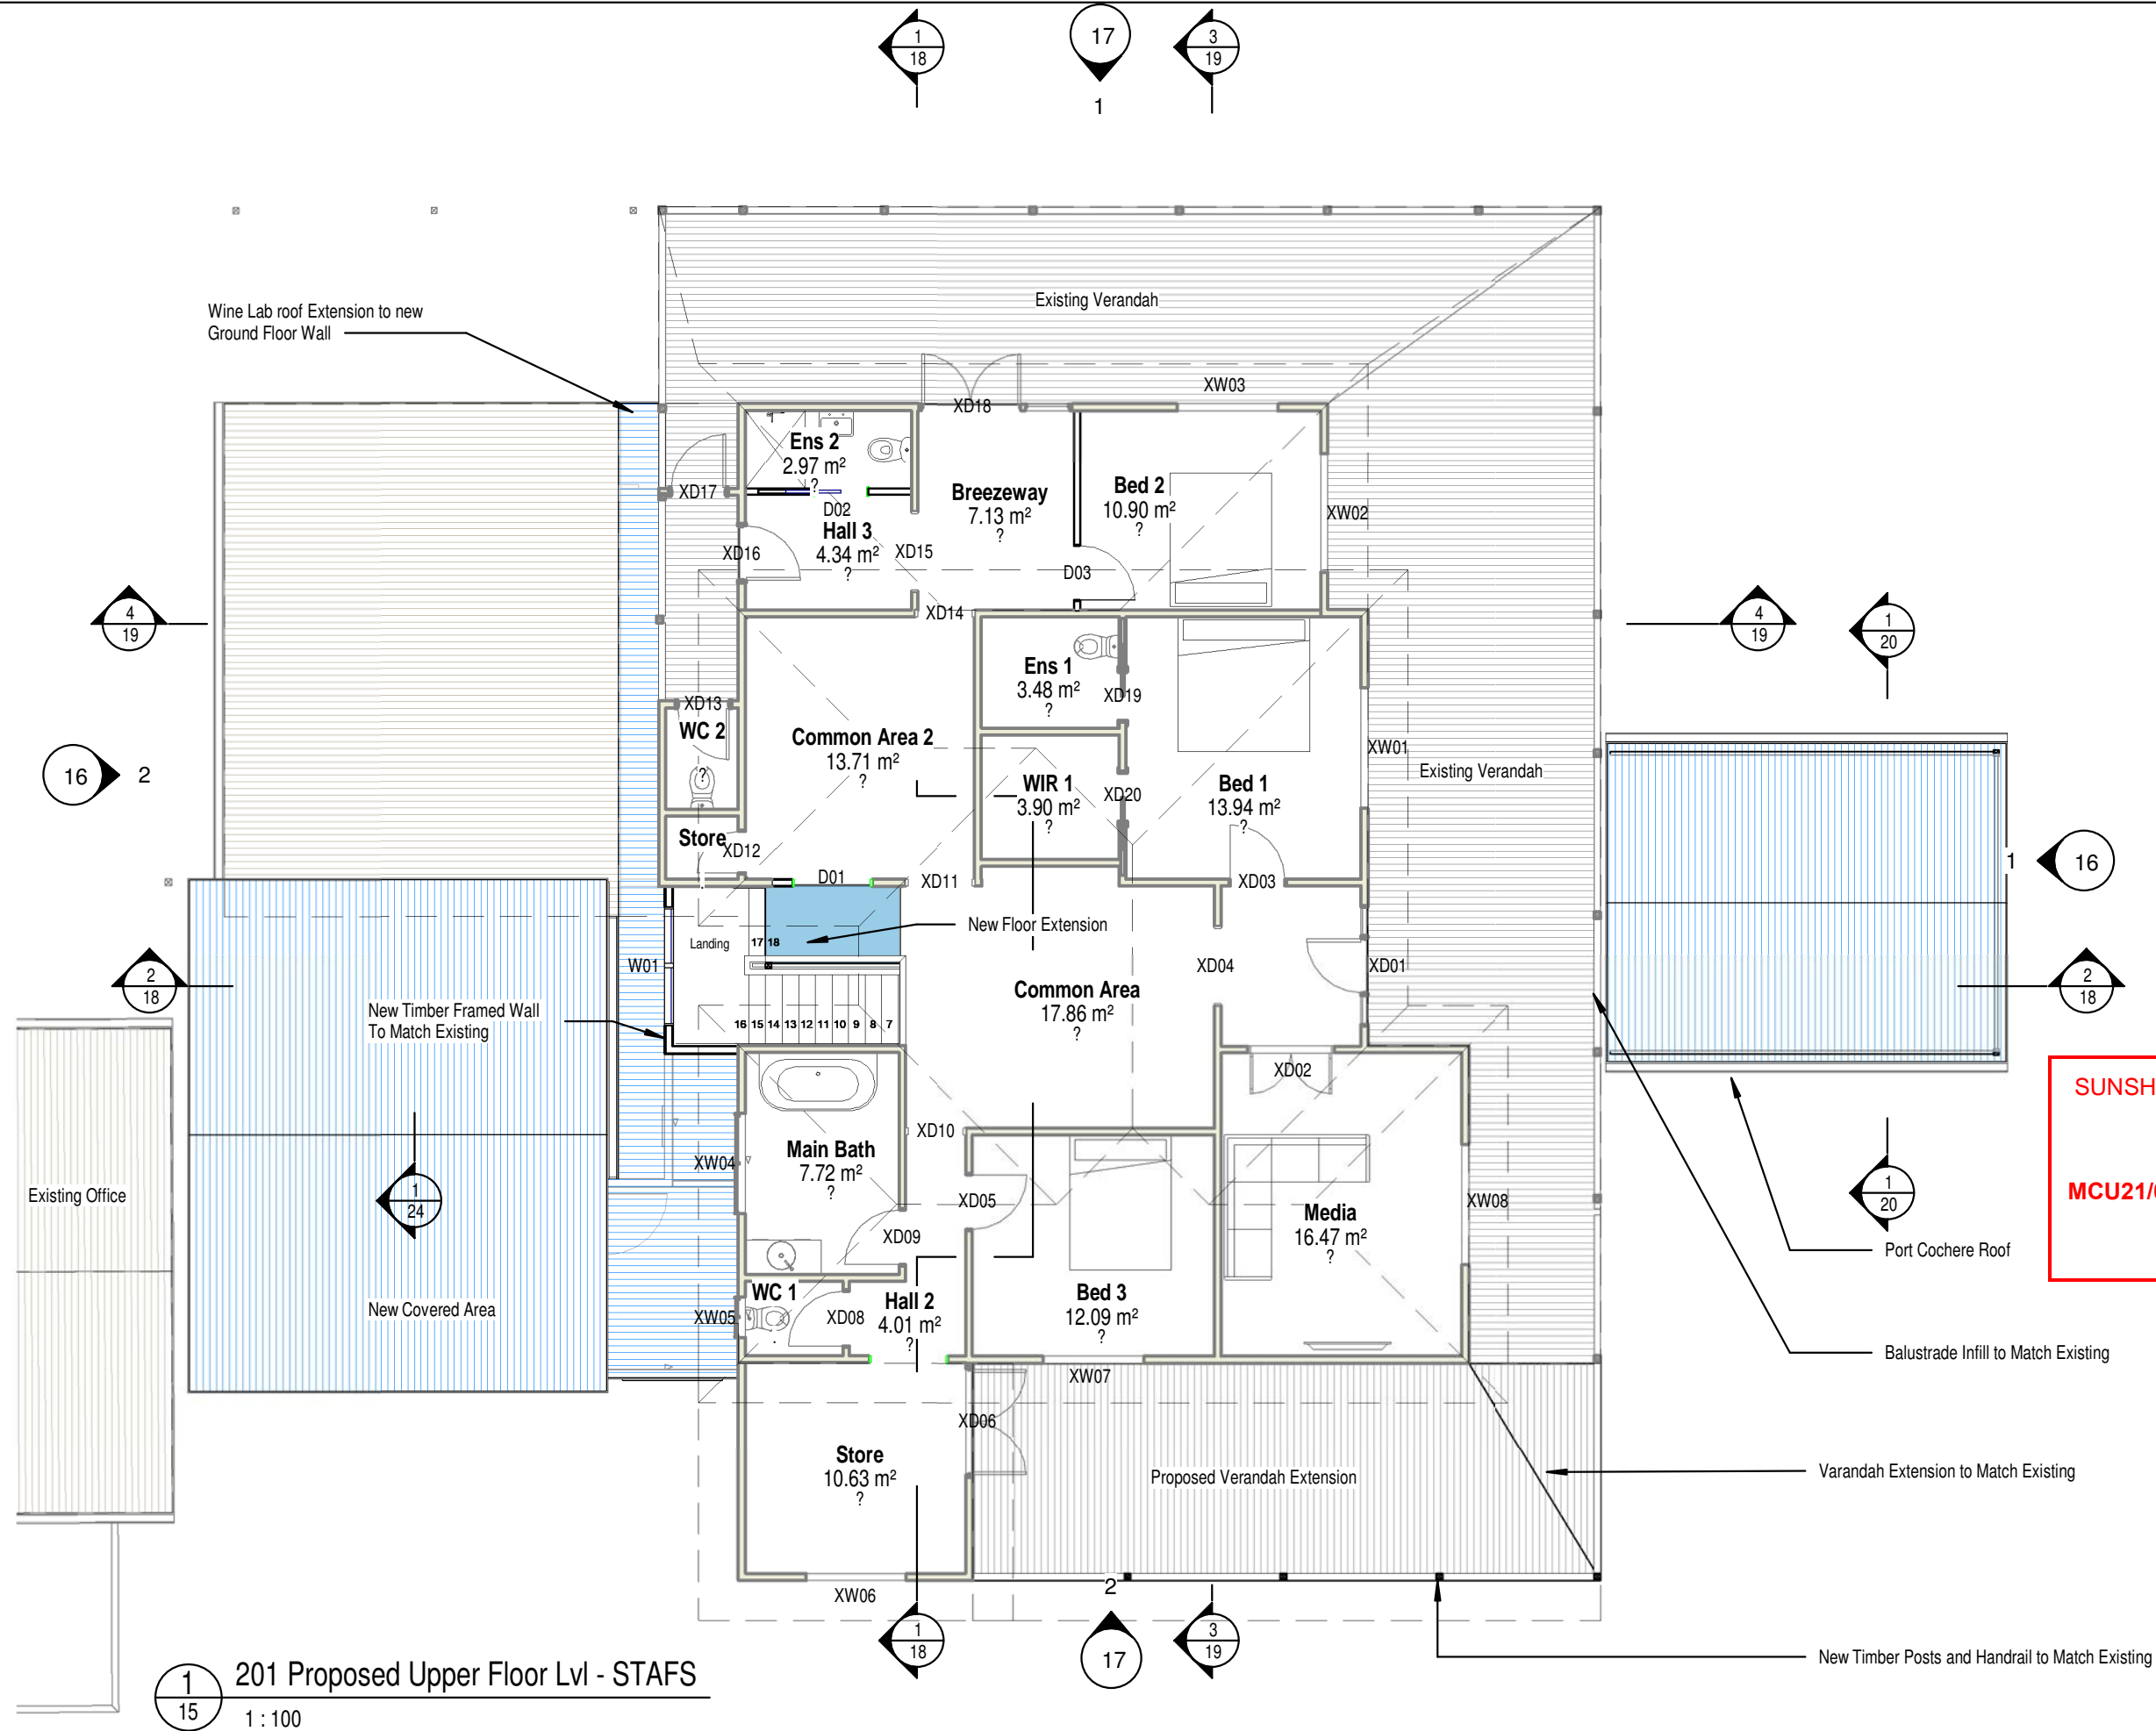 1
18
17
1
3
19
Wine Lab roof Extension to new
Ground Floor Wall
Existing Verandah
XW03
XD18
Ens 2
2.97 m²
?
XD17
D02
Breezeway
7.13 m²
?
Bed 2
10.90 m²
?
XW02
Hall 3
4.34 m²
?
XD16
XD15
D03
XD14
4
19
4
19
1
20
Ens 1
3.48 m²
?
XD19
XD13
WC 2
?
Common Area 2
13.71 m²
?
16
2
WIR 1
3.90 m²
?
XD20
Bed 1
13.94 m²
?
XW01
Existing Verandah
Store
XD12
D01
XD11
XD03
1
16
Landing
17 18
New Floor Extension
W01
XD04
XD01
2
18
2
18
New Timber Framed Wall
To Match Existing
Common Area
17.86 m²
?
16 15 14 13 12 11 10 9 8 7
XD02
SUNSH
MCU21/
XD10
Main Bath
7.72 m²
?
XW04
Existing Office
1
24
XD05
XW08
1
20
Media
16.47 m²
?
XD09
Port Cochere Roof
WC 1
Bed 3
12.09 m²
?
Hall 2
4.01 m²
?
New Covered Area
XW05
XD08
Balustrade Infill to Match Existing
XW07
XD06
Store
10.63 m²
?
Proposed Verandah Extension
Varandah Extension to Match Existing
XW06
2
17
1
18
3
19
New Timber Posts and Handrail to Match Existing
1
15
201 Proposed Upper Floor Lvl - STAFS
1 : 100